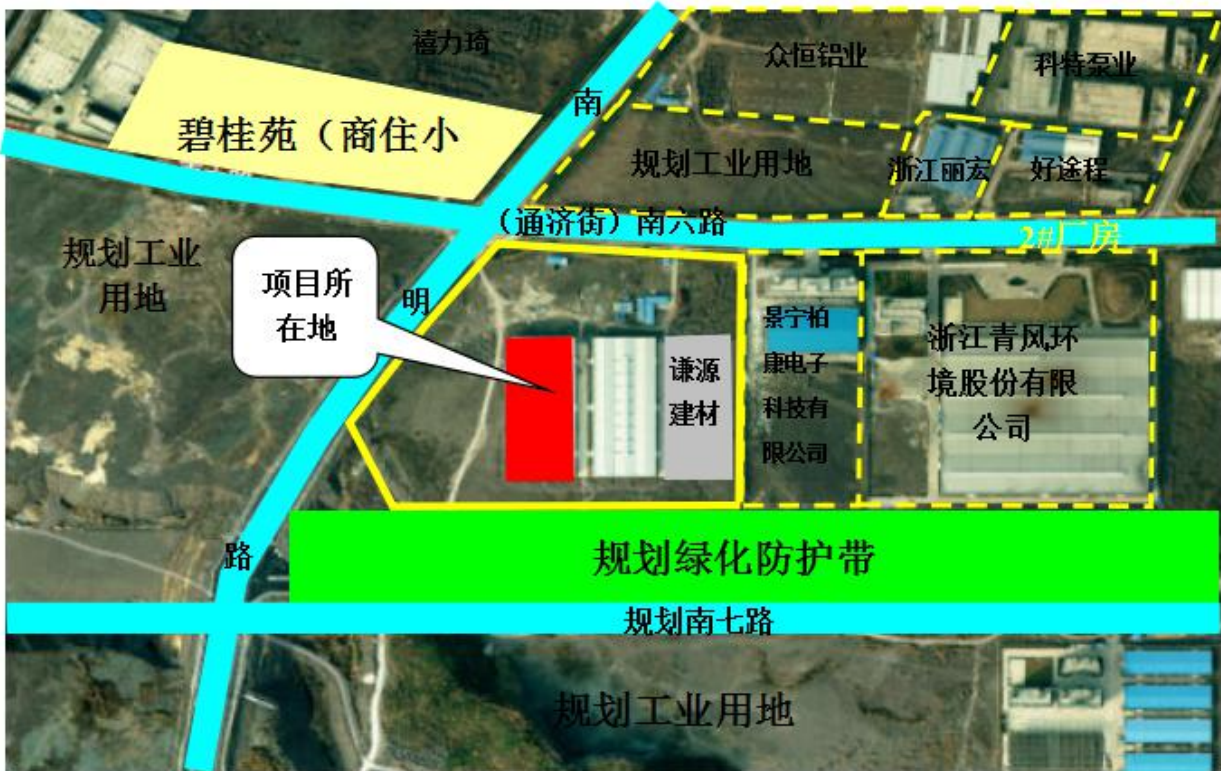 禧力琦
众恒铝业
科特泵业
南
碧桂苑（商住小
规划工业用地
浙江丽宏
好途程
（通济街）南六路
2#厂房
规划工业
用地
项目所
在地
明
谦源
建材
景宁柏
康电子
科技有
限公司
浙江青风环
境股份有限
公司
路
规划绿化防护带
规划南七路
规划工业用地